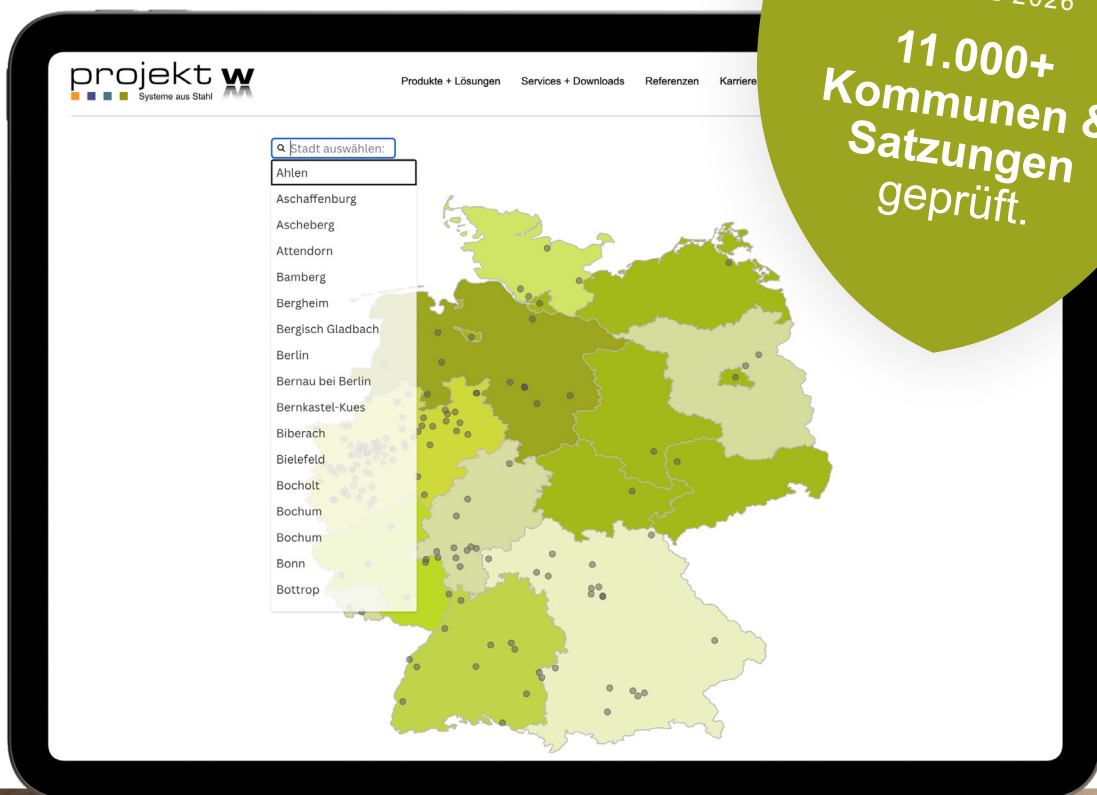 projekt w
Systeme aus Stahl
Produkte + Lösungen
Services + Downloads
Referenzen
Karriere
2026
11.000+
Kommunen &
Satzungen
geprüft.
Stadt auswählen:
Ahlen
Aschaffenburg
Ascheberg
Attendorn
Bamberg
Bergheim
Bergisch Gladbach
Berlin
Bernau bei Berlin
Bernkastel-Kues
Biberach
Bielefeld
Bocholt
Bochum
Bochum
Bonn
Bottrop